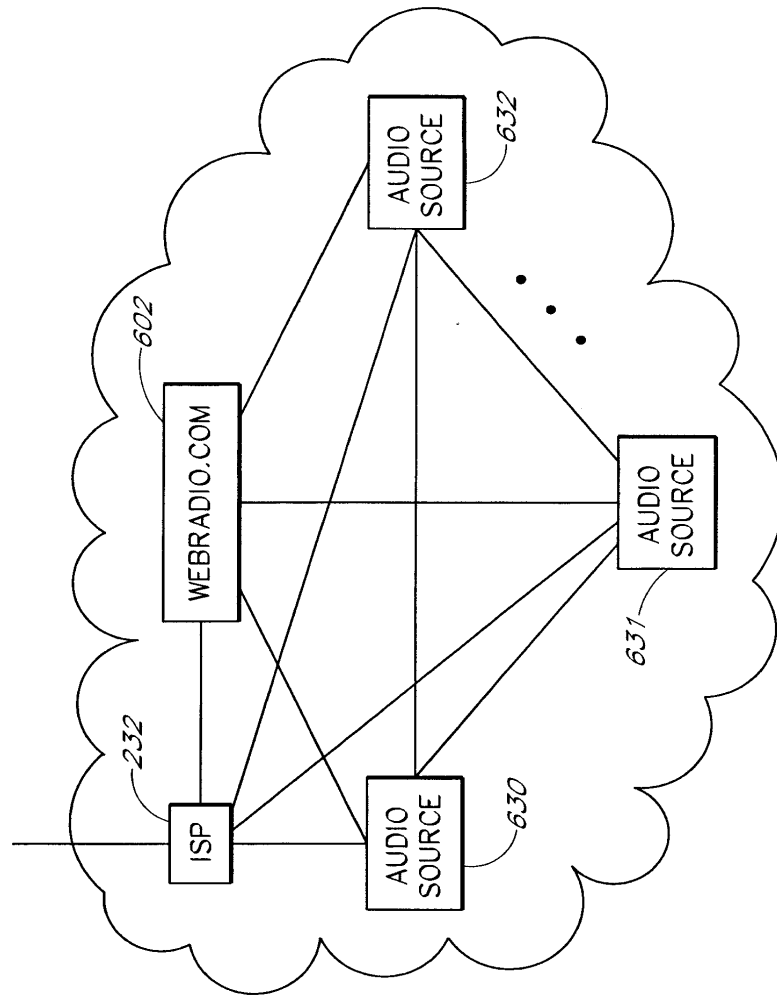 602
WEBRADIO.COM
232
ISP
AUDIO
SOURCE
632
AUDIO
SOURCE
630
AUDIO
SOURCE
631